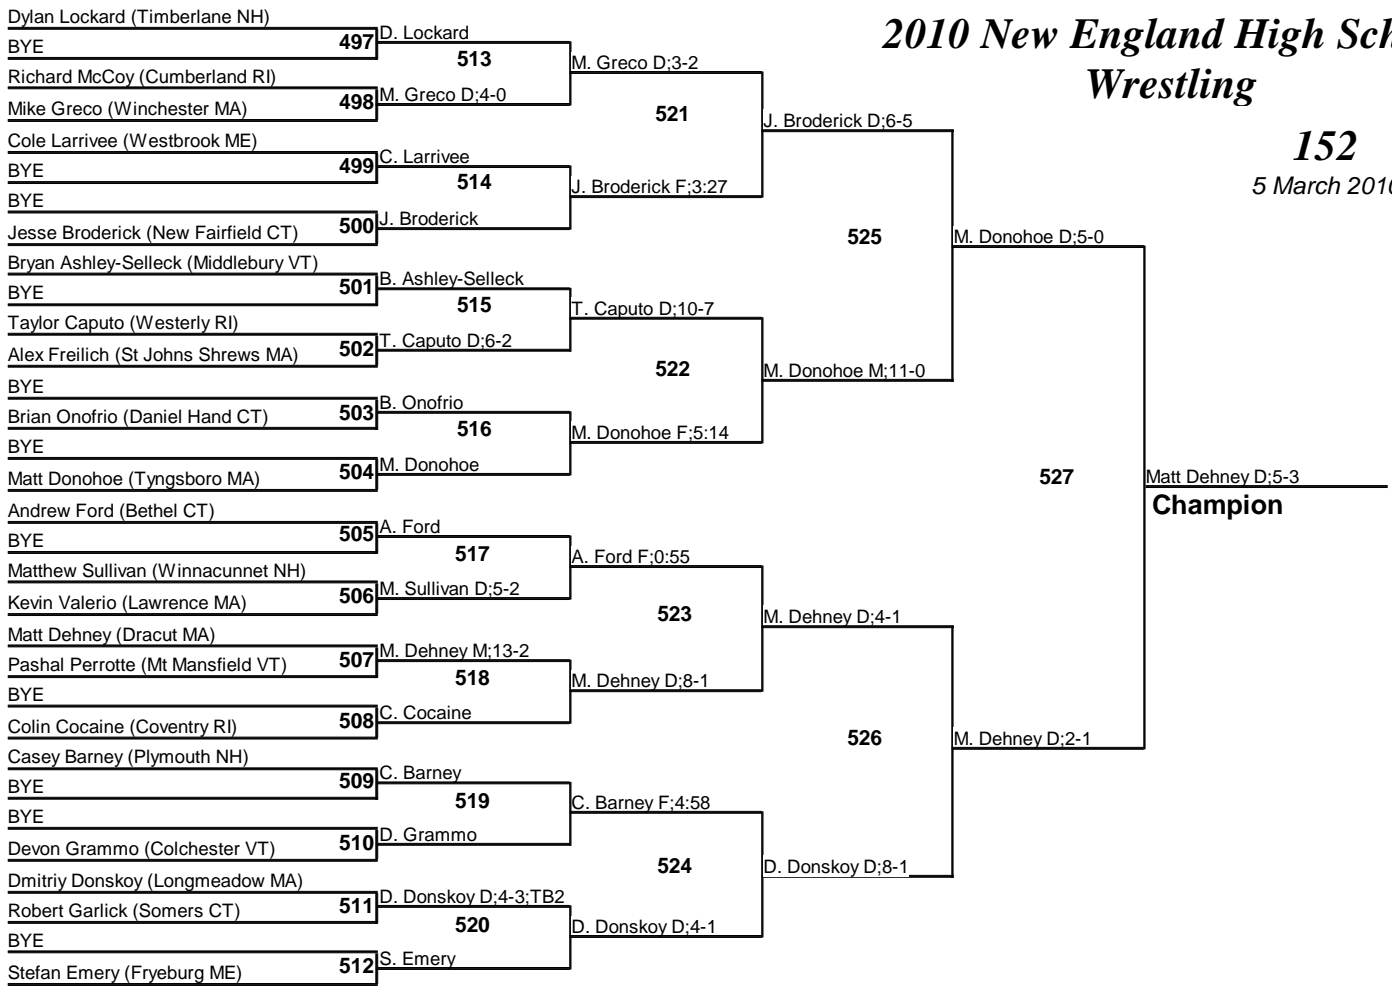 2010 New England High Sch
Wrestling
152
5 March 2010
Dylan Lockard (Timberlane NH)
BYE
497
Richard McCoy (Cumberland RI)
Mike Greco (Winchester MA)
498
Cole Larrivee (Westbrook ME)
BYE
499
BYE
Jesse Broderick (New Fairfield CT)
500
Bryan Ashley-Selleck (Middlebury VT)
BYE
501
Taylor Caputo (Westerly RI)
Alex Freilich (St Johns Shrews MA)
502
BYE
Brian Onofrio (Daniel Hand CT)
503
BYE
Matt Donohoe (Tyngsboro MA)
504
Andrew Ford (Bethel CT)
BYE
505
Matthew Sullivan (Winnacunnet NH)
Kevin Valerio (Lawrence MA)
506
Matt Dehney (Dracut MA)
Pashal Perrotte (Mt Mansfield VT)
507
BYE
Colin Cocaine (Coventry RI)
508
Casey Barney (Plymouth NH)
BYE
509
BYE
Devon Grammo (Colchester VT)
510
Dmitriy Donskoy (Longmeadow MA)
Robert Garlick (Somers CT)
511
BYE
Stefan Emery (Fryeburg ME)
512
D. Lockard
513
M. Greco D;4-0
C. Larrivee
514
J. Broderick
B. Ashley-Selleck
515
T. Caputo D;6-2
B. Onofrio
516
M. Donohoe
A. Ford
517
M. Sullivan D;5-2
M. Dehney M;13-2
518
C. Cocaine
C. Barney
519
D. Grammo
D. Donskoy D;4-3;TB2
520
S. Emery
M. Greco D;3-2
521
J. Broderick F;3:27
T. Caputo D;10-7
522
M. Donohoe F;5:14
A. Ford F;0:55
523
M. Dehney D;8-1
C. Barney F;4:58
524
D. Donskoy D;4-1
J. Broderick D;6-5
525
M. Donohoe M;11-0
M. Dehney D;4-1
526
D. Donskoy D;8-1
M. Donohoe D;5-0
527
M. Dehney D;2-1
Matt Dehney D;5-3
Champion